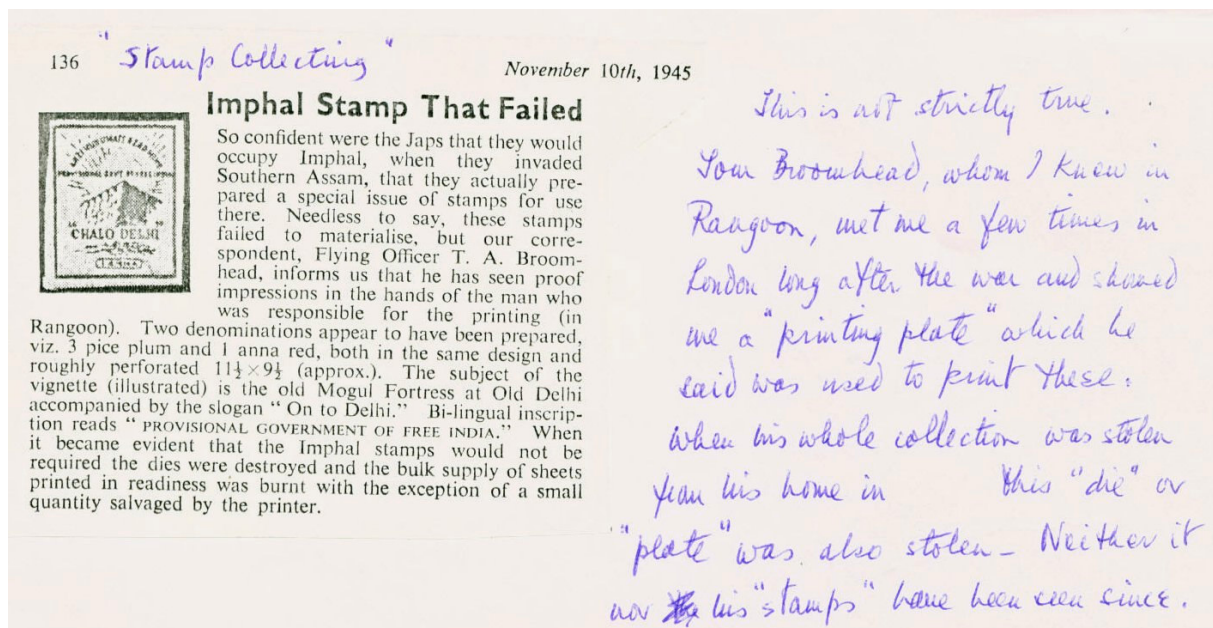 136 "Stamp Collecting"
November 10th, 1945
Imphal Stamp That Failed
So confident were the Japs that they would
occupy Imphal, when they invaded
Southern Assam, that they actually pre-
pared a special issue of stamps for use
there. Needless to say, these stamps
failed to materialise, but our corre-
spondent, Flying Officer T. A. Broom-
head, informs us that he has seen proof
impressions in the hands of the man who
was responsible for the printing (in
Rangoon). Two denominations appear to have been prepared,
viz. 3 pice plum and 1 anna red, both in the same design and
roughly perforated 11½×9½ (approx.). The subject of the
vignette (illustrated) is the old Mogul Fortress at Old Delhi
accompanied by the slogan “ On to Delhi.” Bi-lingual inscrip-
tion reads “ PROVISIONAL GOVERNMENT OF FREE INDIA.” When
it became evident that the Imphal stamps would not be
required the dies were destroyed and the bulk supply of sheets
printed in readiness was burnt with the exception of a small
quantity salvaged by the printer.
"CHALO DELHI"
This is not strictly true.
Tom Broomhead, whom I knew in
Rangoon, met me a few times in
London long after the war and showed
me a "printing plate" which he
said was used to print these.
When his whole collection was stolen
from his home in this "die" or
"plate" was also stolen - Neither it
nor his "stamps" have been seen since.